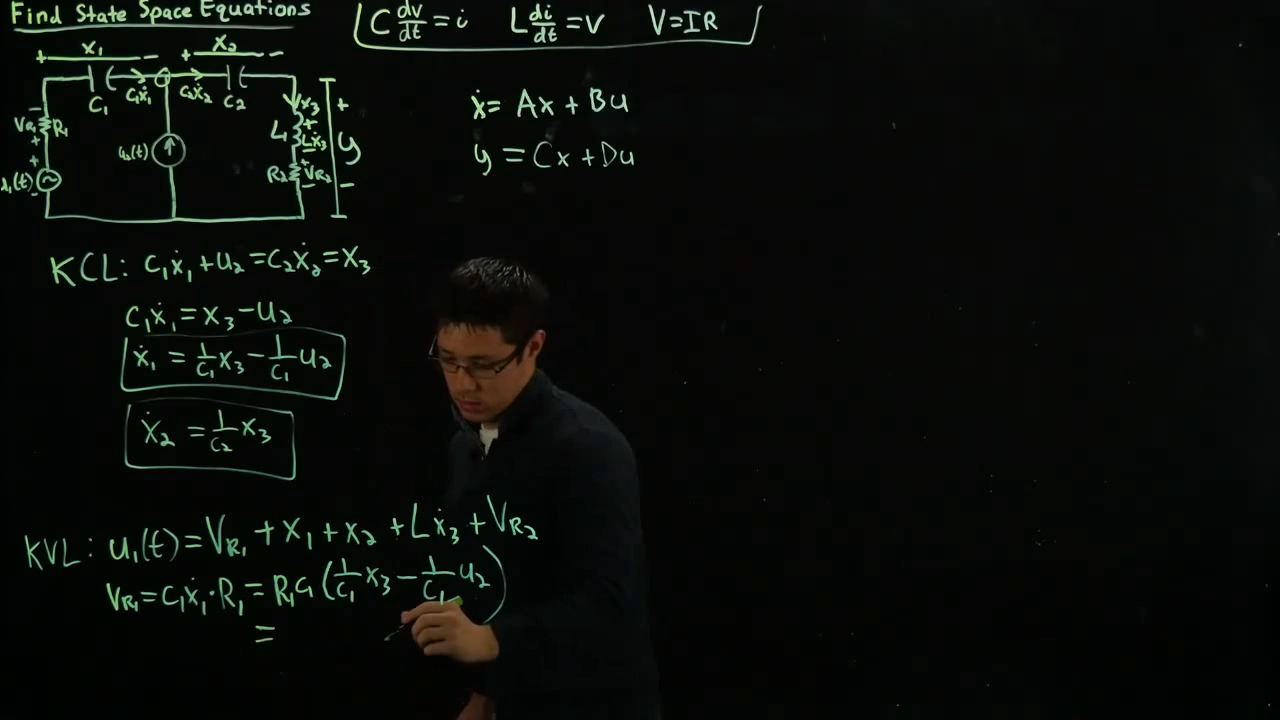 Find State Space Equations
C dv/dt = i   L di/dt = v   V = IR
+ X₁ −   + X₂ −
C₁   C₁ẋ₁   C₂ẋ₂   C₂
− V_R₁ + R₁
+ u₁(t) −
u₂(t)
X₃
L + Lẋ₃ −
R₂ + V_R₂ −
+ y −
ẋ = Ax + Bu
y = Cx + Du
KCL: C₁ẋ₁ + u₂ = C₂ẋ₂ = X₃
C₁ẋ₁ = X₃ − u₂
ẋ₁ = 1/C₁ X₃ − 1/C₁ u₂
ẋ₂ = 1/C₂ X₃
KVL: u₁(t) = V_R₁ + X₁ + X₂ + Lẋ₃ + V_R₂
V_R₁ = C₁ẋ₁ · R₁ = R₁C₁ (1/C₁ X₃ − 1/C₁ u₂)
=